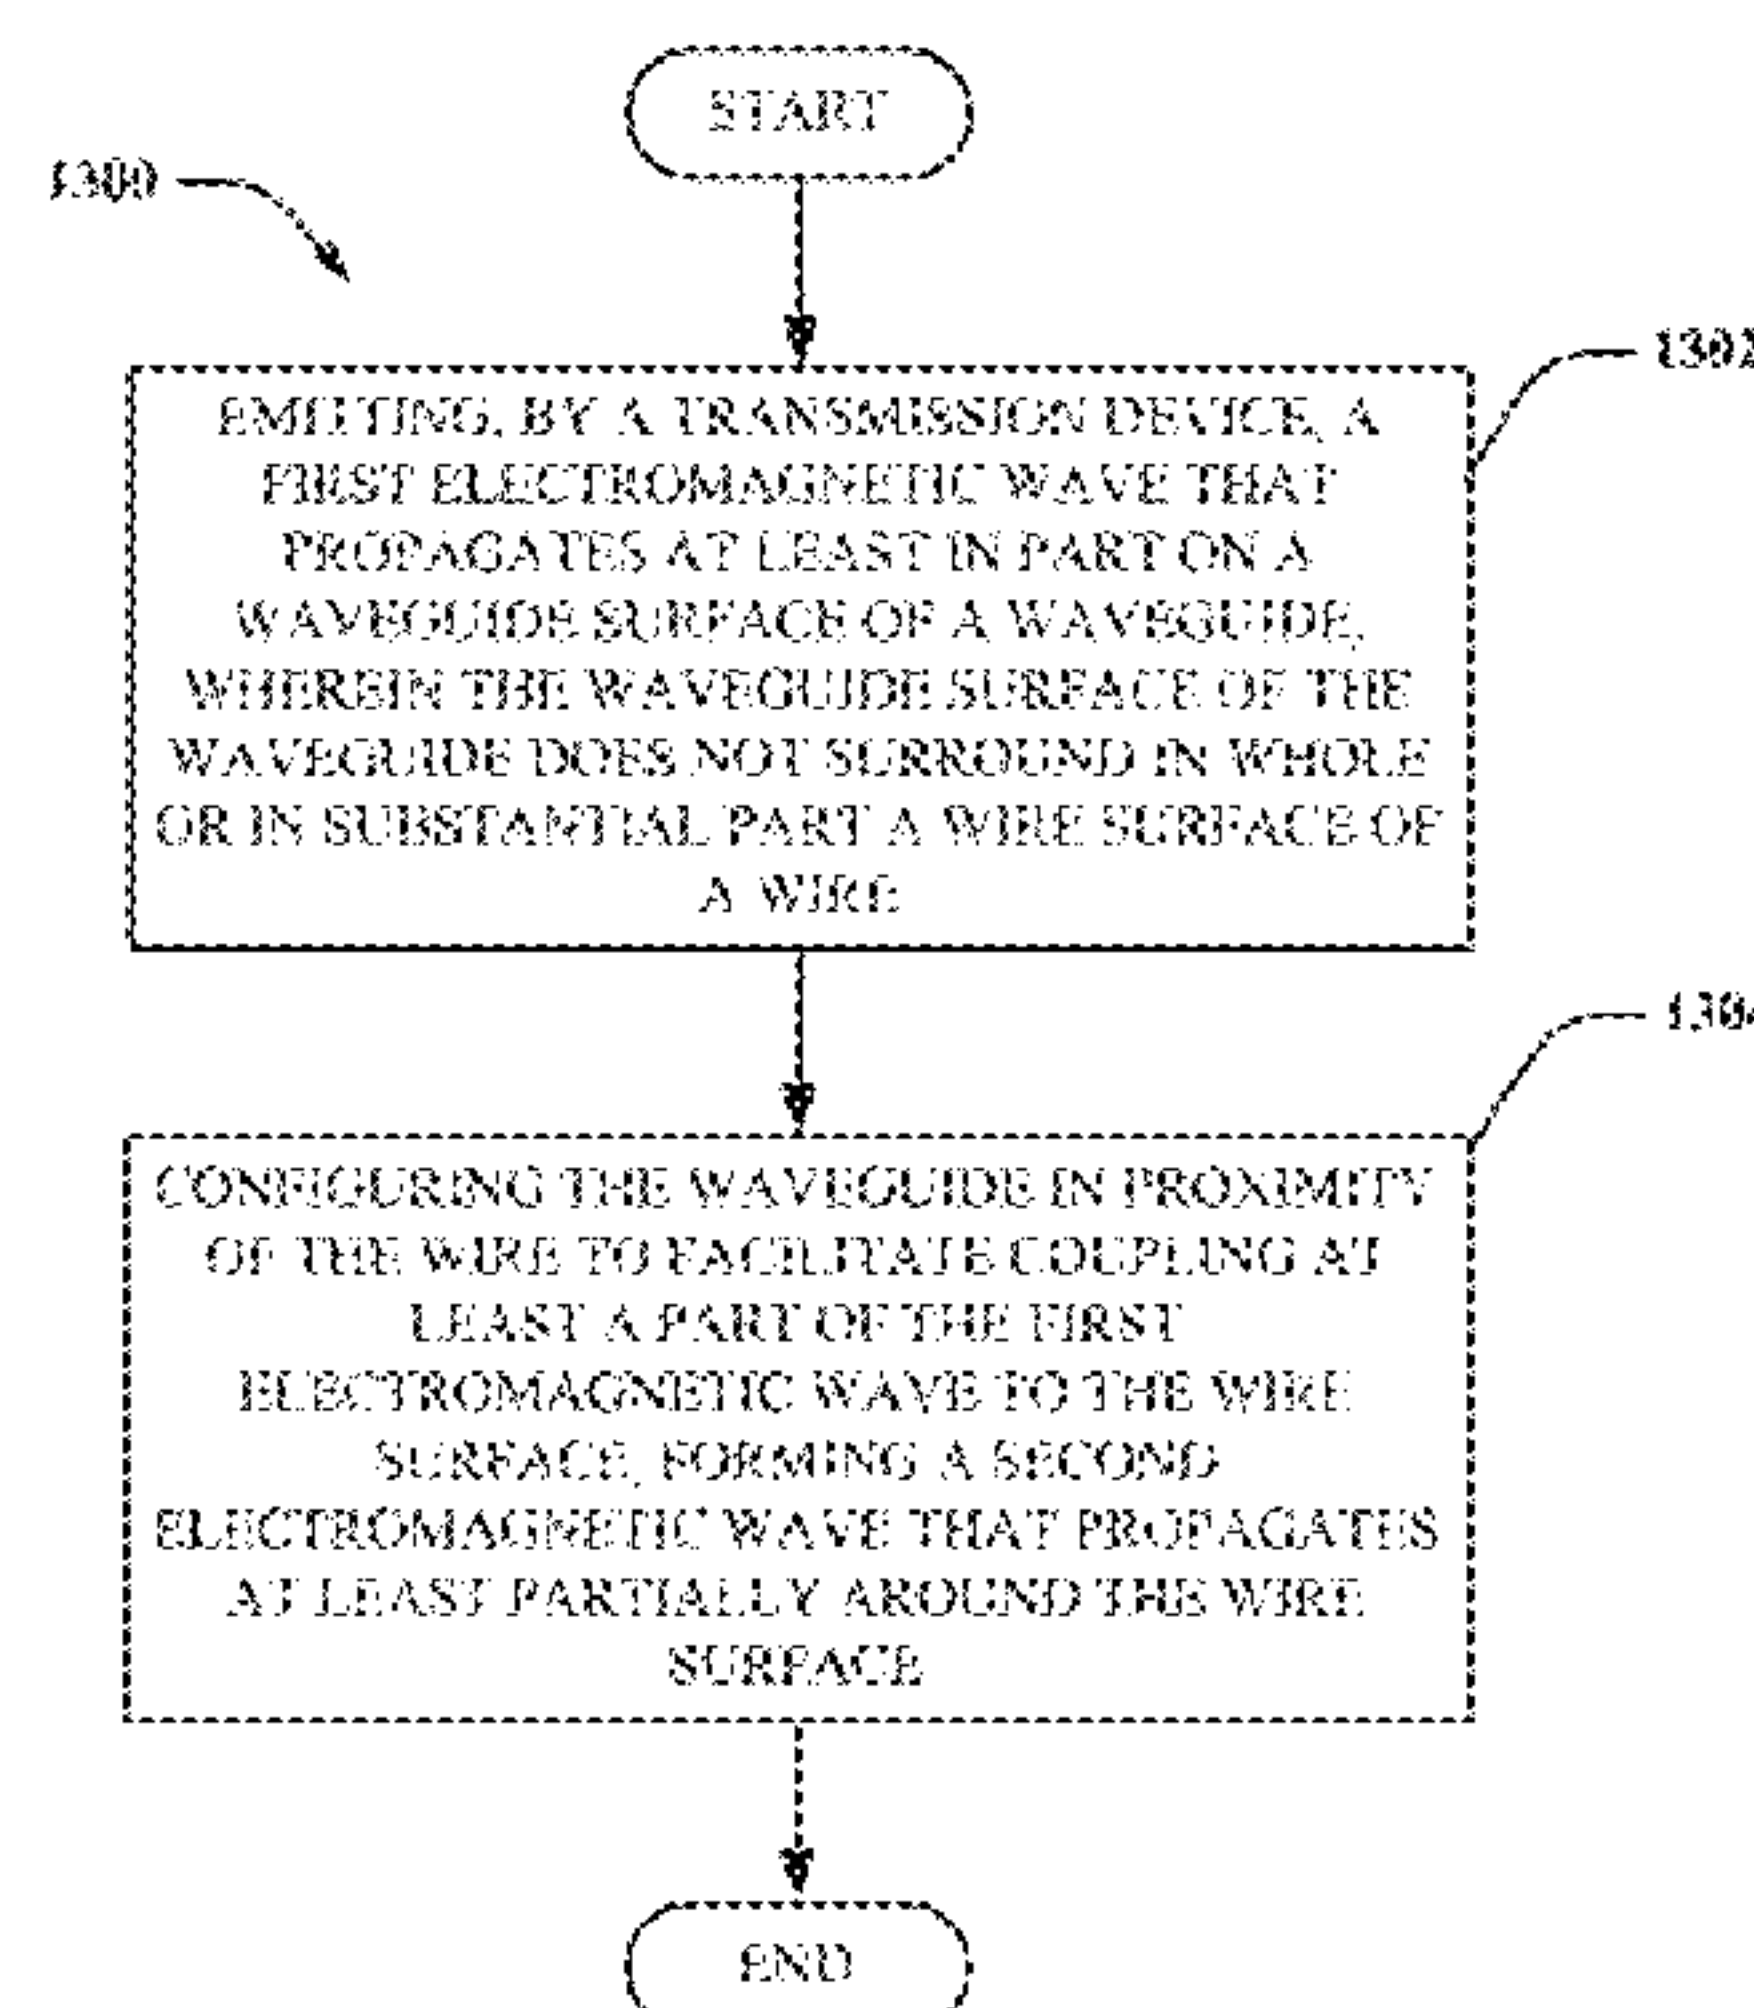 START
1300
1302
EMITTING, BY A TRANSMISSION DEVICE, A
FIRST ELECTROMAGNETIC WAVE THAT
PROPAGATES AT LEAST IN PART ON A
WAVEGUIDE SURFACE OF A WAVEGUIDE,
WHEREIN THE WAVEGUIDE SURFACE OF THE
WAVEGUIDE DOES NOT SURROUND IN WHOLE
OR IN SUBSTANTIAL PART A WIRE SURFACE OF
A WIRE
1304
CONFIGURING THE WAVEGUIDE IN PROXIMITY
OF THE WIRE TO FACILITATE COUPLING AT
LEAST A PART OF THE FIRST
ELECTROMAGNETIC WAVE TO THE WIRE
SURFACE, FORMING A SECOND
ELECTROMAGNETIC WAVE THAT PROPAGATES
AT LEAST PARTIALLY AROUND THE WIRE
SURFACE
END